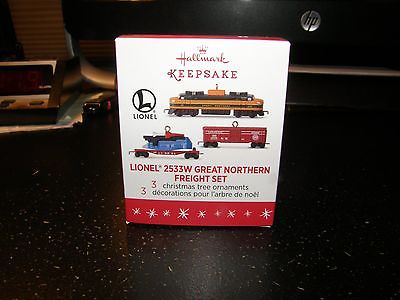 hp
Hallmark
KEEPSAKE
L
LIONEL
LIONEL® 2533W GREAT NORTHERN
FREIGHT SET
3 christmas tree ornaments
3 décorations pour l'arbre de noël